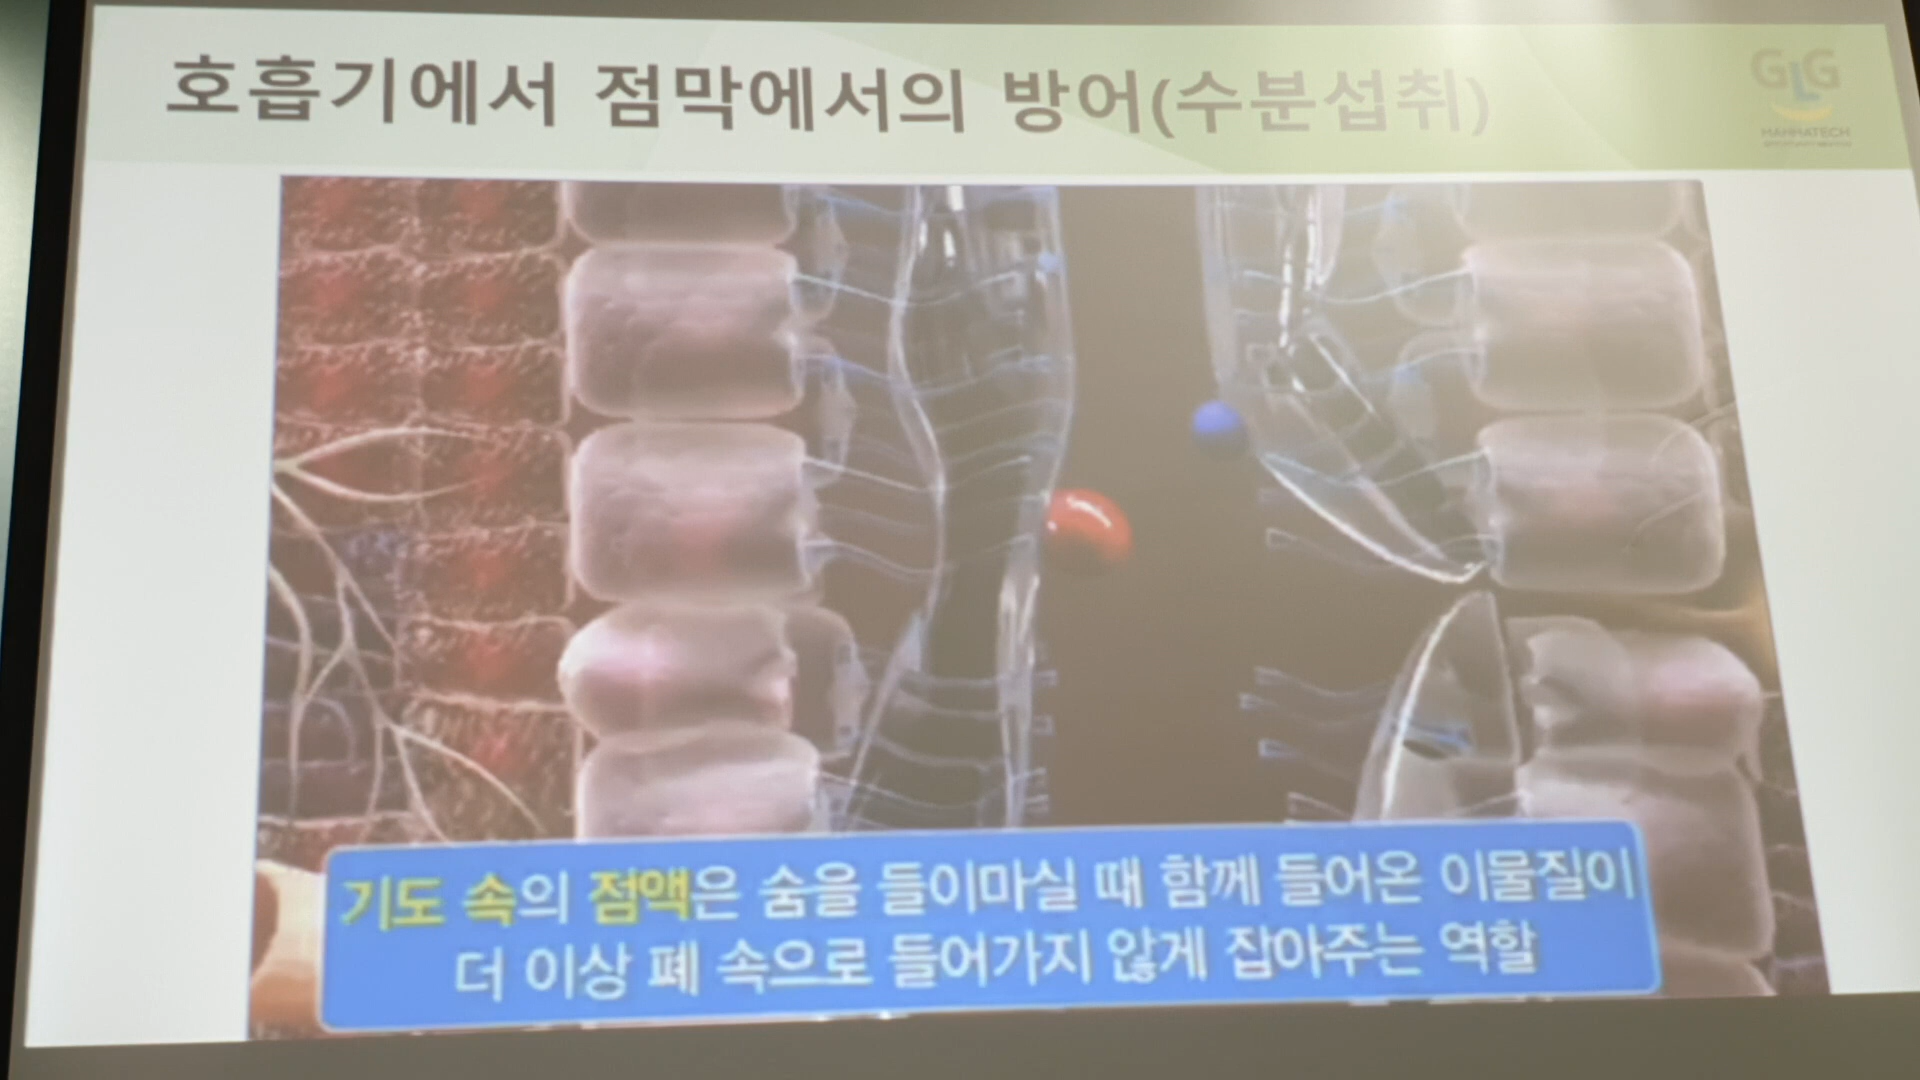 호흡기에서 점막에서의 방어(수분섭취)
GLG
MANNATECH
기도 속의 점액은 숨을 들이마실 때 함께 들어온 이물질이
더 이상 폐 속으로 들어가지 않게 잡아주는 역할